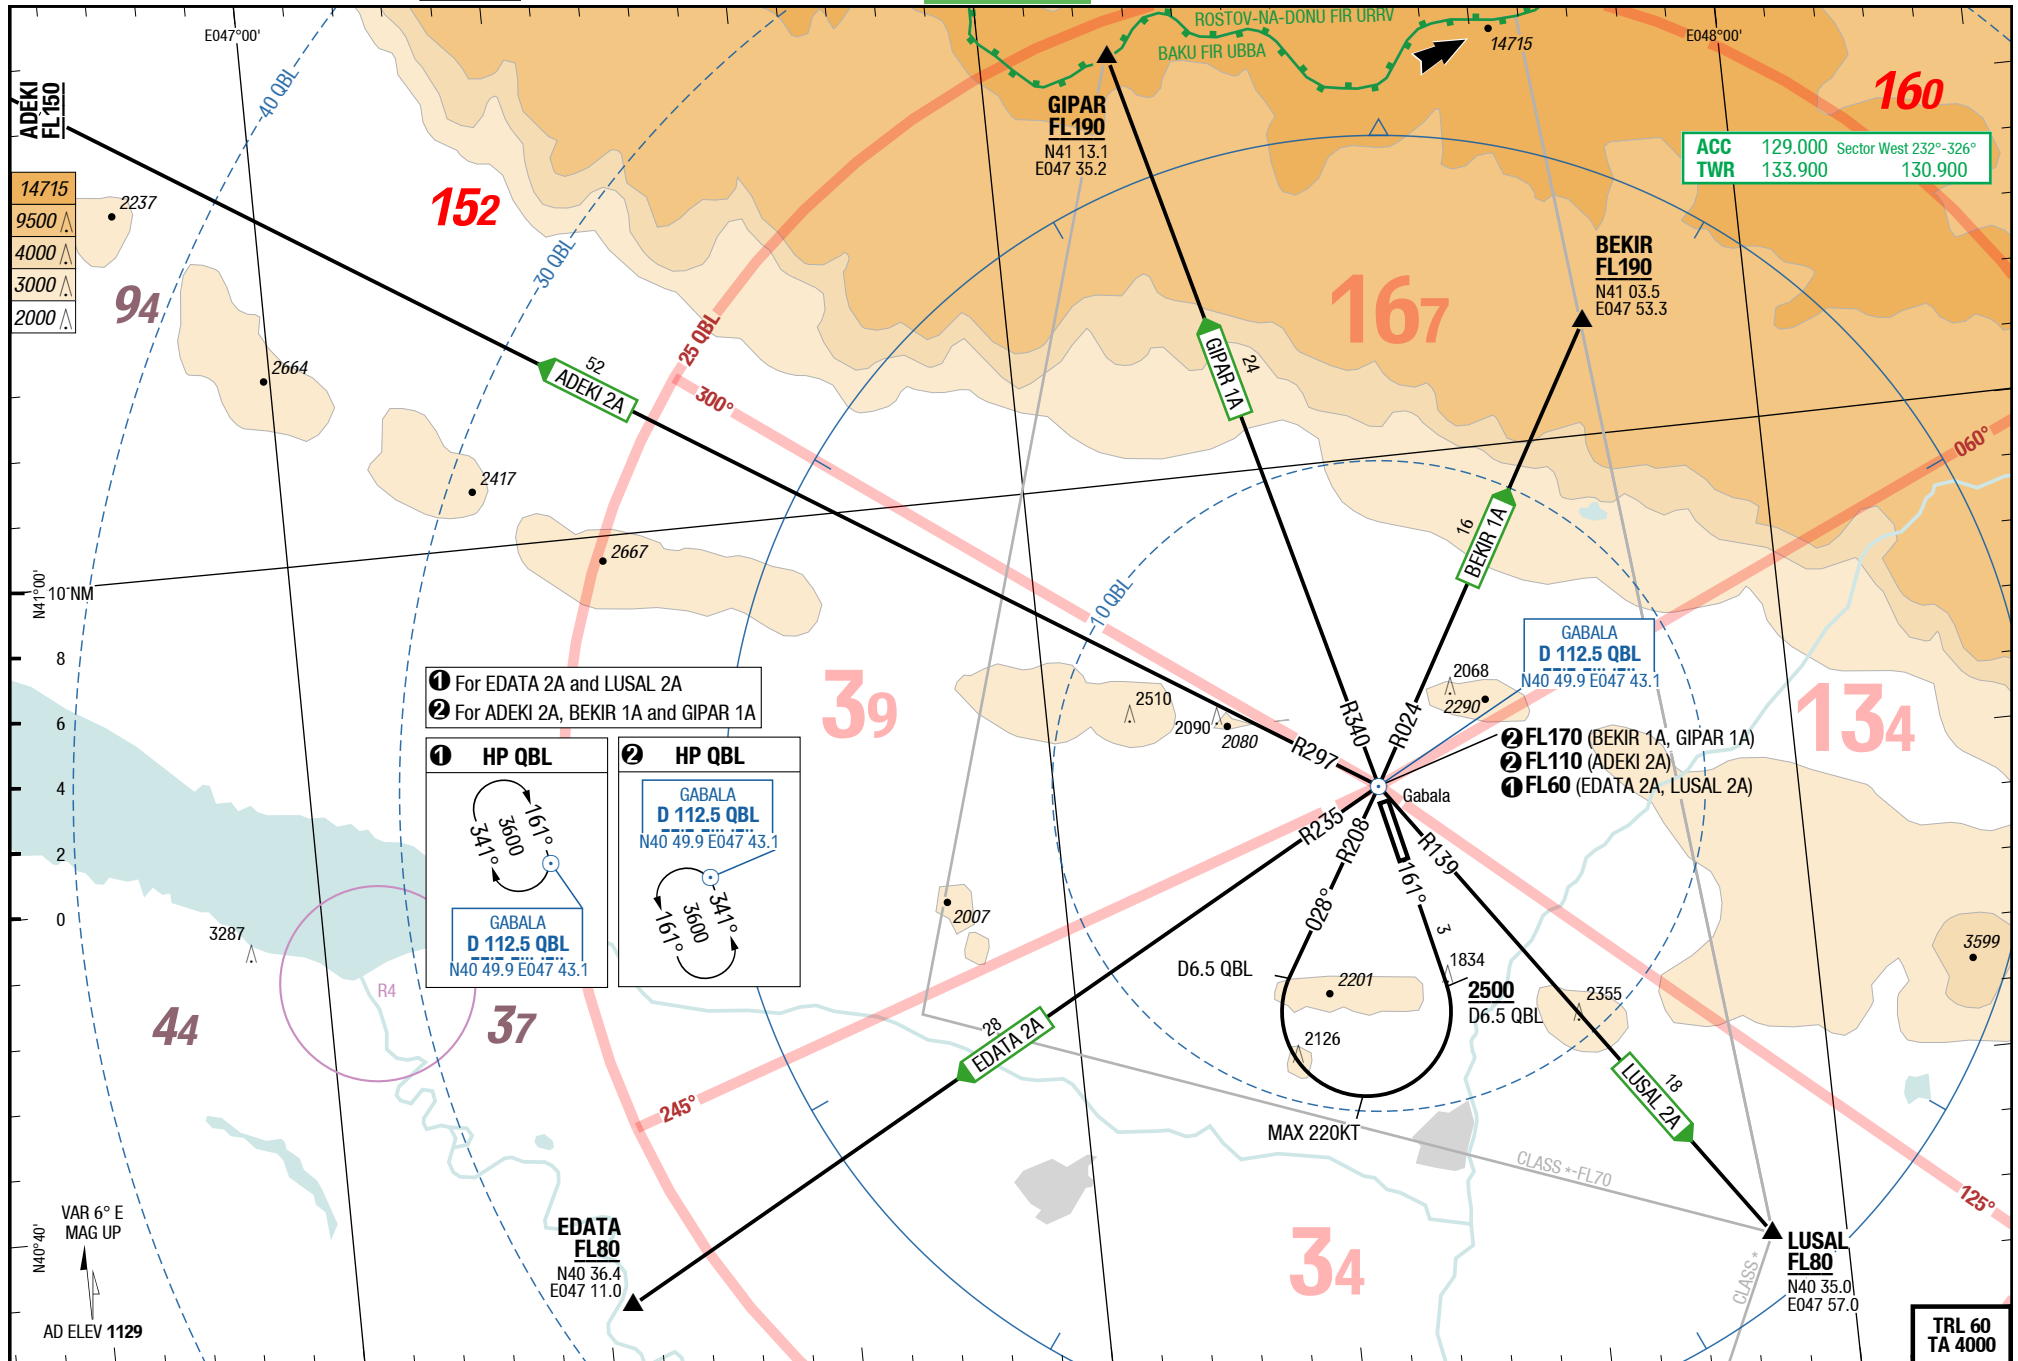 ROSTOV-NA-DONU FIR URRV
BAKU FIR UBBA
E047°00'
E048°00'
14715
160
ADEKI
FL150
40 QBL
GIPAR
FL190
N41 13.1
E047 35.2
ACC 129.000 Sector West 232°-326°
TWR 133.900 130.900
14715
9500
4000
3000
2000
2237
152
30 QBL
BEKIR
FL190
N41 03.5
E047 53.3
94
167
25 QBL
300°
2664
52
ADEKI 2A
24
GIPAR 1A
060°
2417
16
BEKIR 1A
2667
N41°00'
10 NM
8
6
4
2
0
10 QBL
GABALA
D 112.5 QBL
N40 49.9 E047 43.1
❶ For EDATA 2A and LUSAL 2A
❷ For ADEKI 2A, BEKIR 1A and GIPAR 1A
39
2510
2090
2080
2068
2290
134
R297
R340
R024
❷ FL170 (BEKIR 1A, GIPAR 1A)
❷ FL110 (ADEKI 2A)
❶ FL60 (EDATA 2A, LUSAL 2A)
Gabala
❶ HP QBL
161°
3600
341°
GABALA
D 112.5 QBL
N40 49.9 E047 43.1
❷ HP QBL
GABALA
D 112.5 QBL
N40 49.9 E047 43.1
341°
3600
161°
R235
R208
R139
161°
028°
3
2007
3287
R4
44
37
D6.5 QBL
2201
1834
2500
D6.5 QBL
2355
3599
2126
28
EDATA 2A
18
LUSAL 2A
245°
MAX 220KT
CLASS *-FL70
125°
CLASS *
34
VAR 6° E
MAG UP
N40°40'
AD ELEV 1129
EDATA
FL80
N40 36.4
E047 11.0
LUSAL
FL80
N40 35.0
E047 57.0
TRL 60
TA 4000